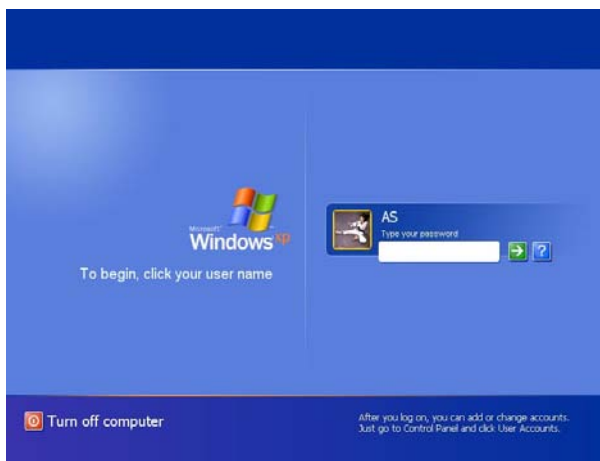 AS
Type your password
?
Microsoft
Windows xp
To begin, click your user name
Turn off computer
After you log on, you can add or change accounts.
Just go to Control Panel and click User Accounts.